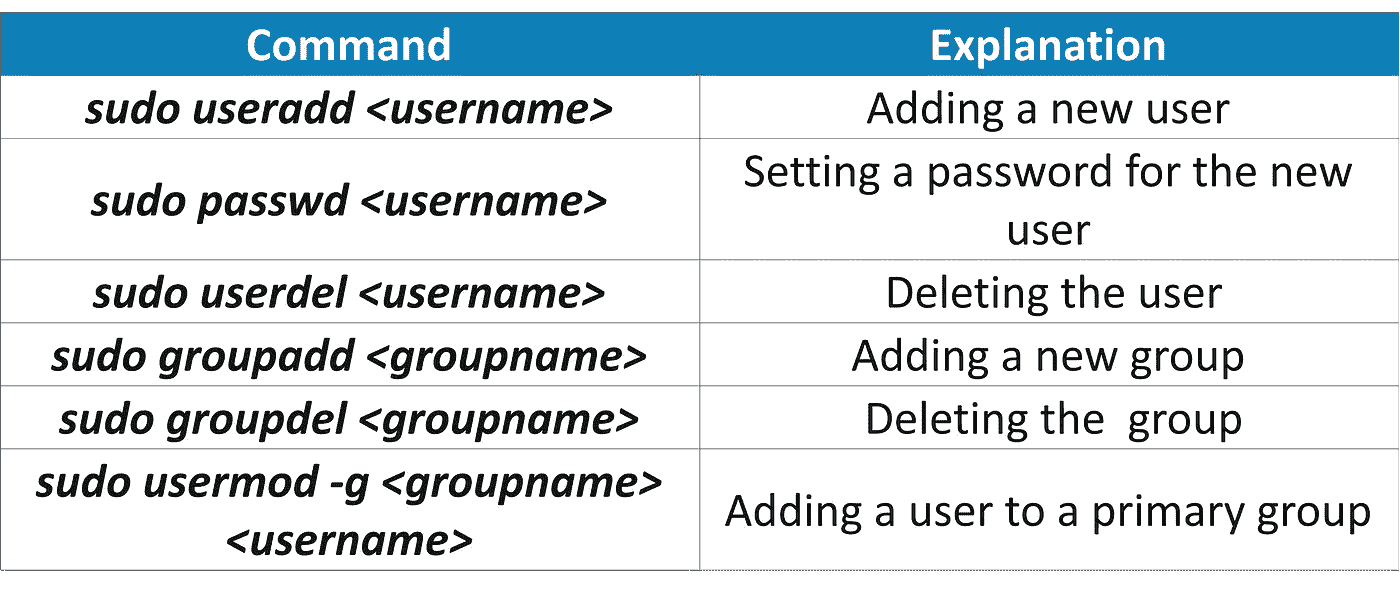 Command Explanation
sudo useradd <username> Adding a new user
sudo passwd <username> Setting a password for the new
user
sudo userdel <username> Deleting the user
sudo groupadd <groupname> Adding a new group
sudo groupdel <groupname> Deleting the  group
sudo usermod -g <groupname>
<username> Adding a user to a primary group